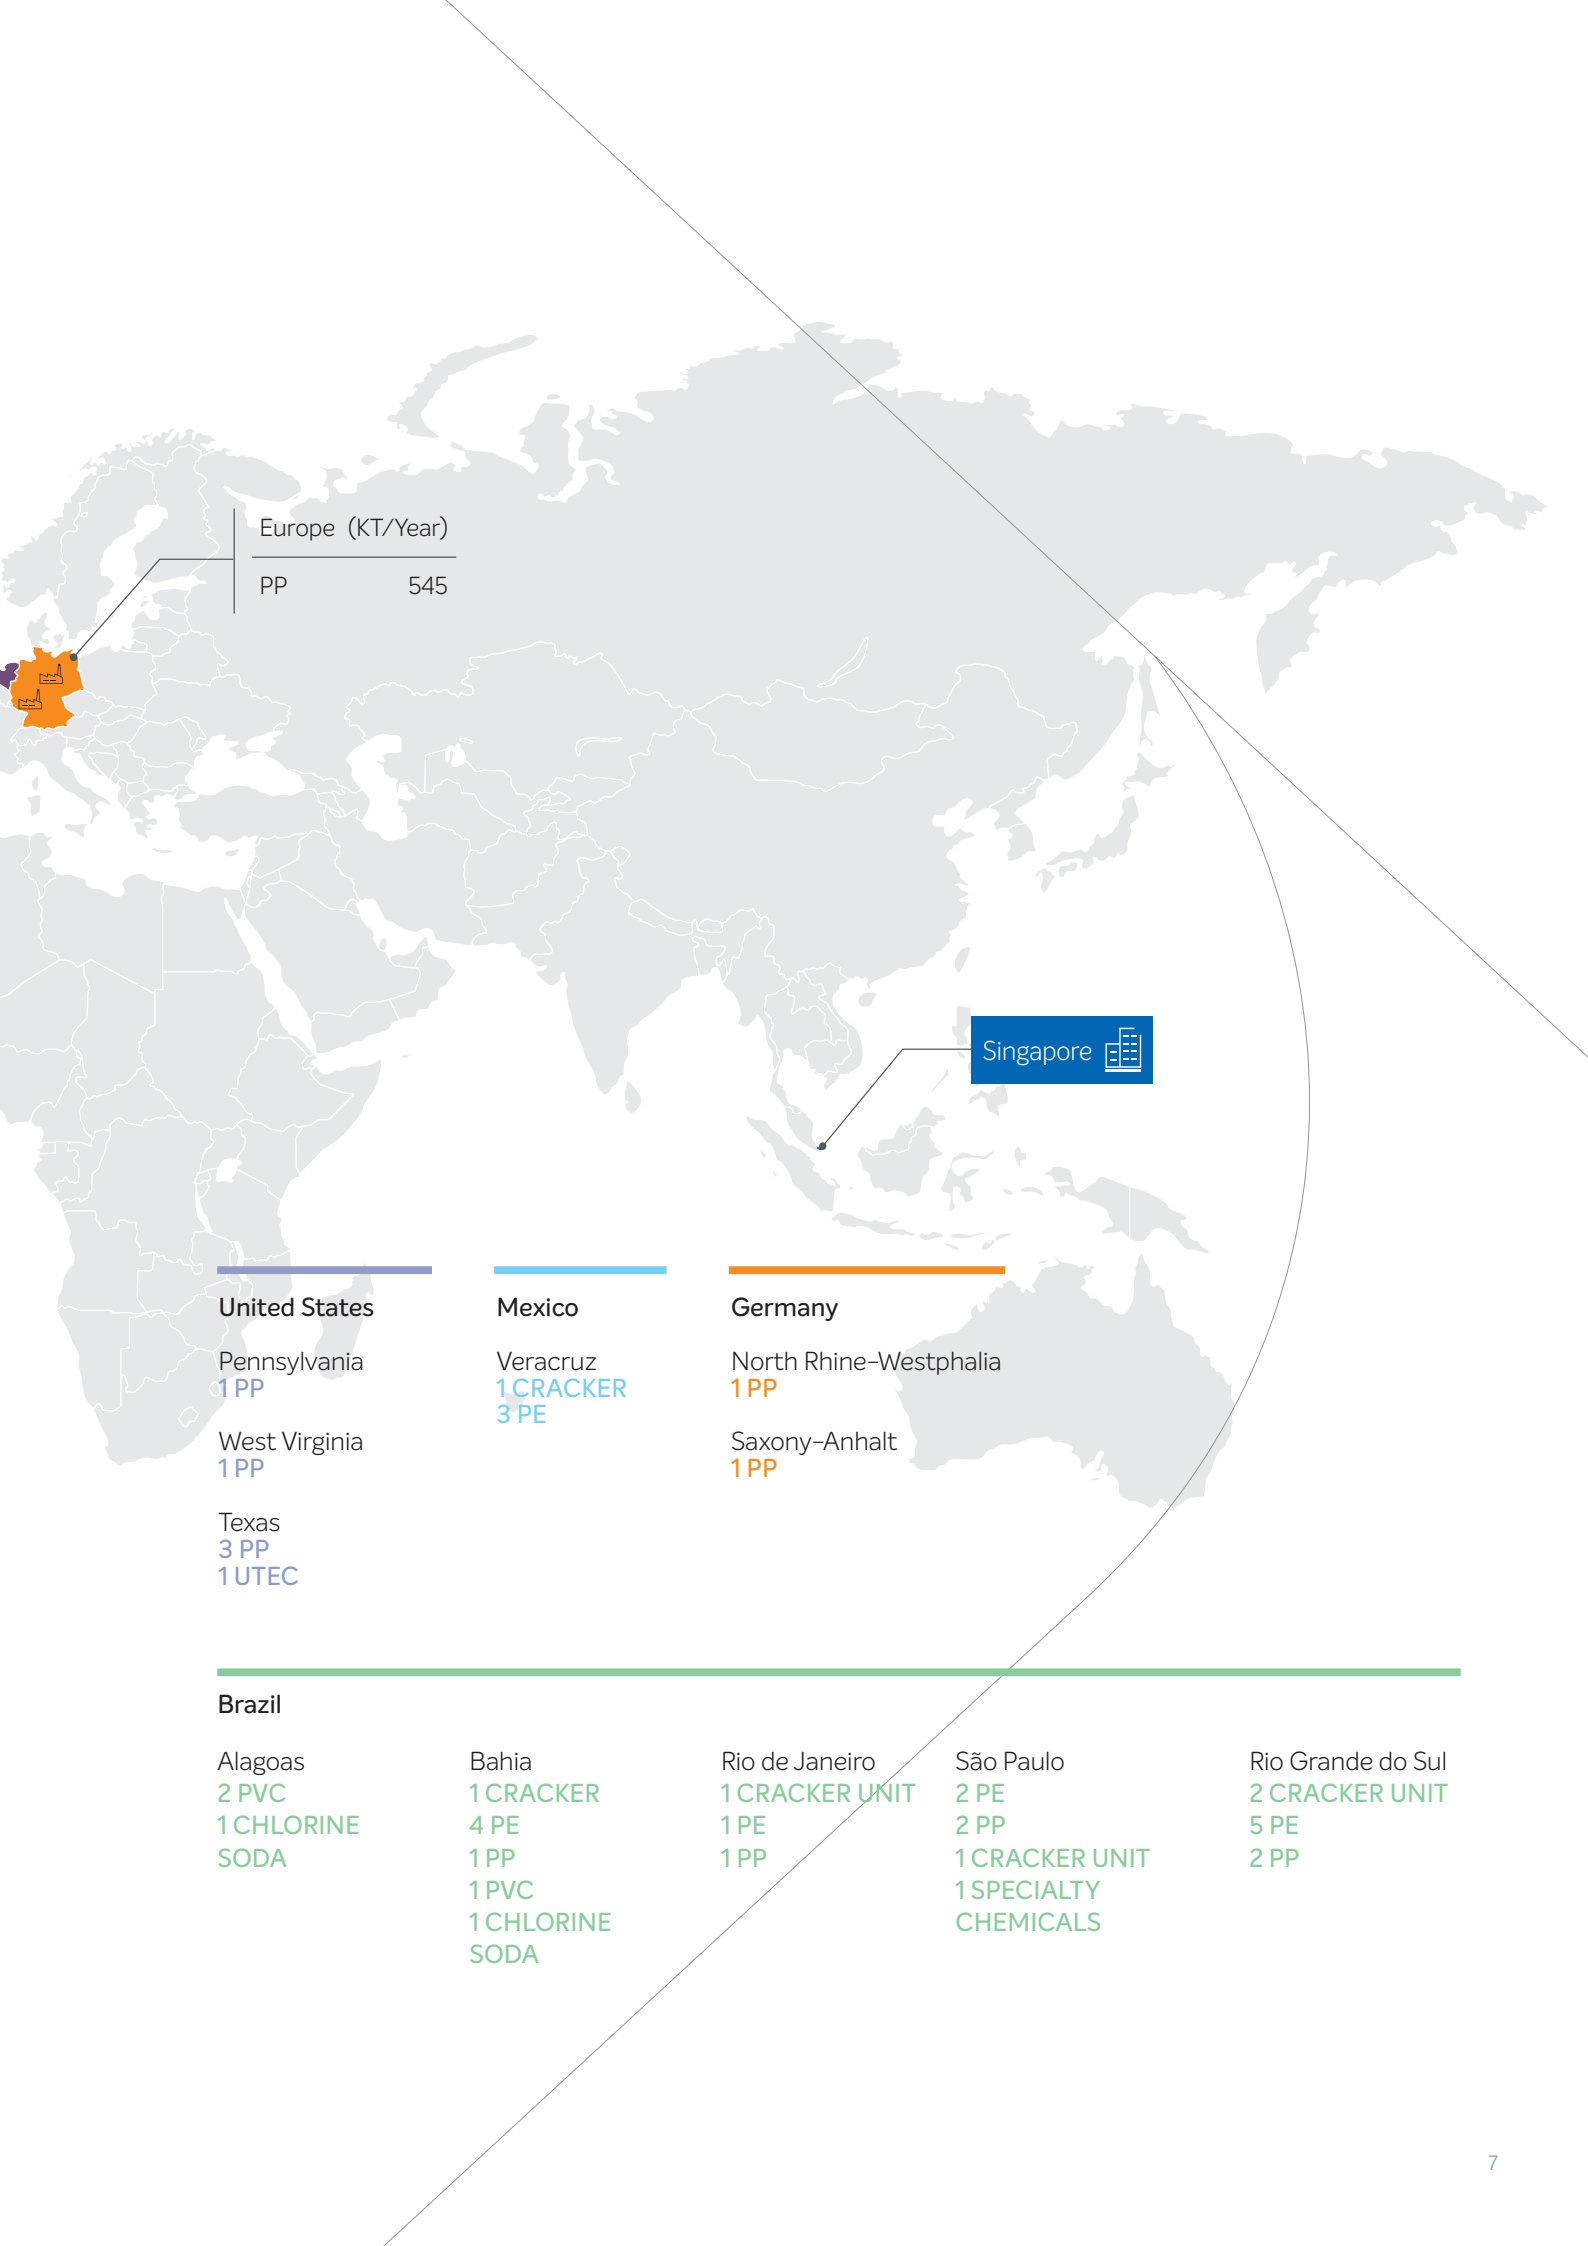 Europe (KT/Year)
PP 545
Singapore
United States
Pennsylvania
1 PP
West Virginia
1 PP
Texas
3 PP
1 UTEC
Mexico
Veracruz
1 CRACKER
3 PE
Germany
North Rhine-Westphalia
1 PP
Saxony-Anhalt
1 PP
Brazil
Alagoas
2 PVC
1 CHLORINE
SODA
Bahia
1 CRACKER
4 PE
1 PP
1 PVC
1 CHLORINE
SODA
Rio de Janeiro
1 CRACKER UNIT
1 PE
1 PP
São Paulo
2 PE
2 PP
1 CRACKER UNIT
1 SPECIALTY
CHEMICALS
Rio Grande do Sul
2 CRACKER UNIT
5 PE
2 PP
7